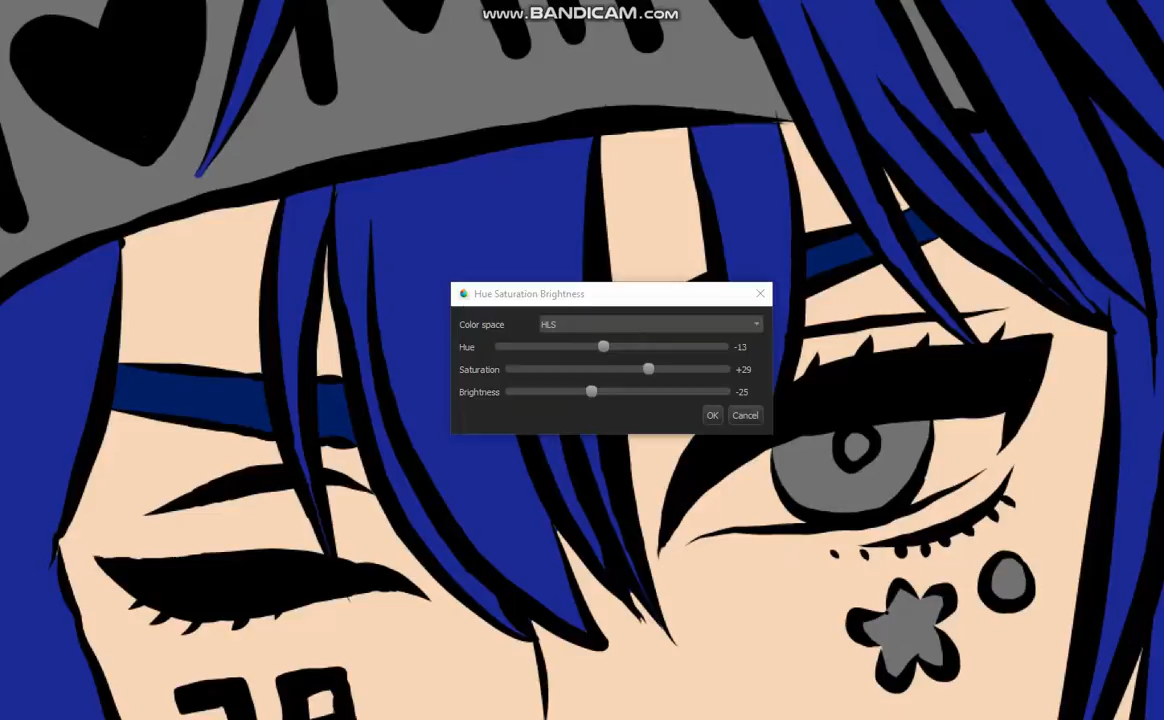 www.BANDICAM.com
Hue Saturation Brightness
Color space HLS
Hue -13
Saturation +29
Brightness -25
OK Cancel